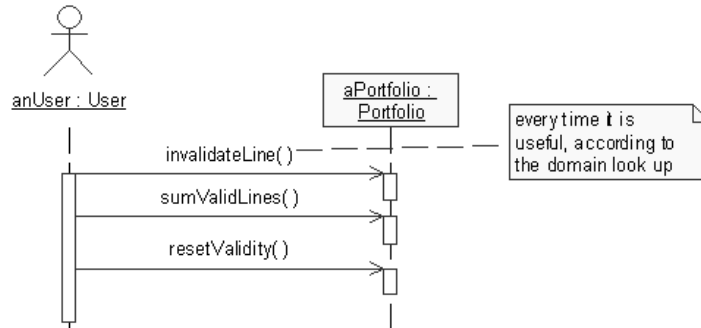 anUser : User
aPortfolio :
Portfolio
every time it is
useful, according to
the domain look up
invalidateLine( )
sumValidLines( )
resetValidity( )